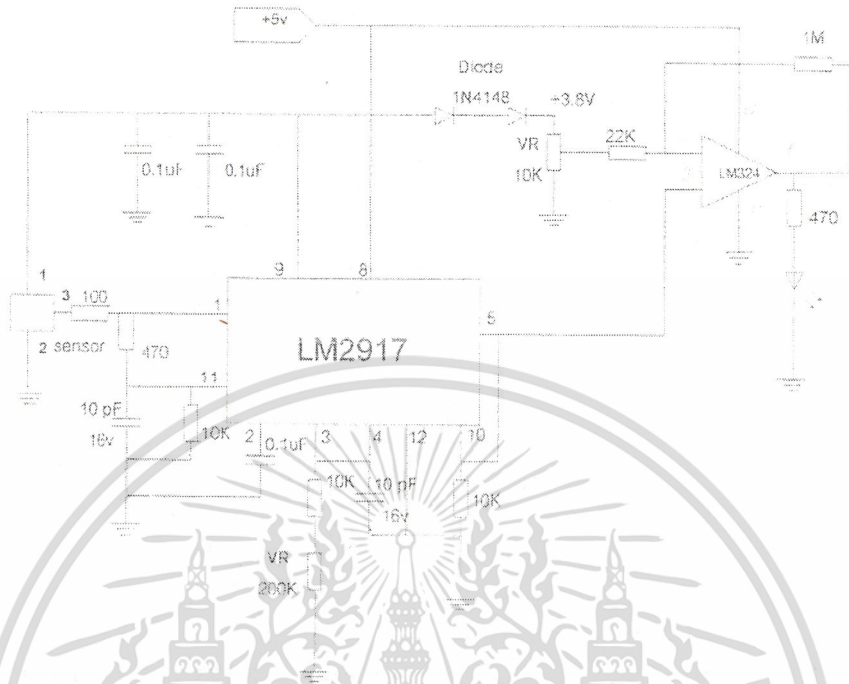 +5v
1M
Diode
1N4148
+3.8V
VR
22K
10K
LM324
0.1uF
0.1uF
470
9
8
1
3
100
1
5
2
sensor
470
LM2917
11
10 pF
16v
10K
2
0.1uF
3
4
12
10
10K
10 pF
16v
10K
VR
200K